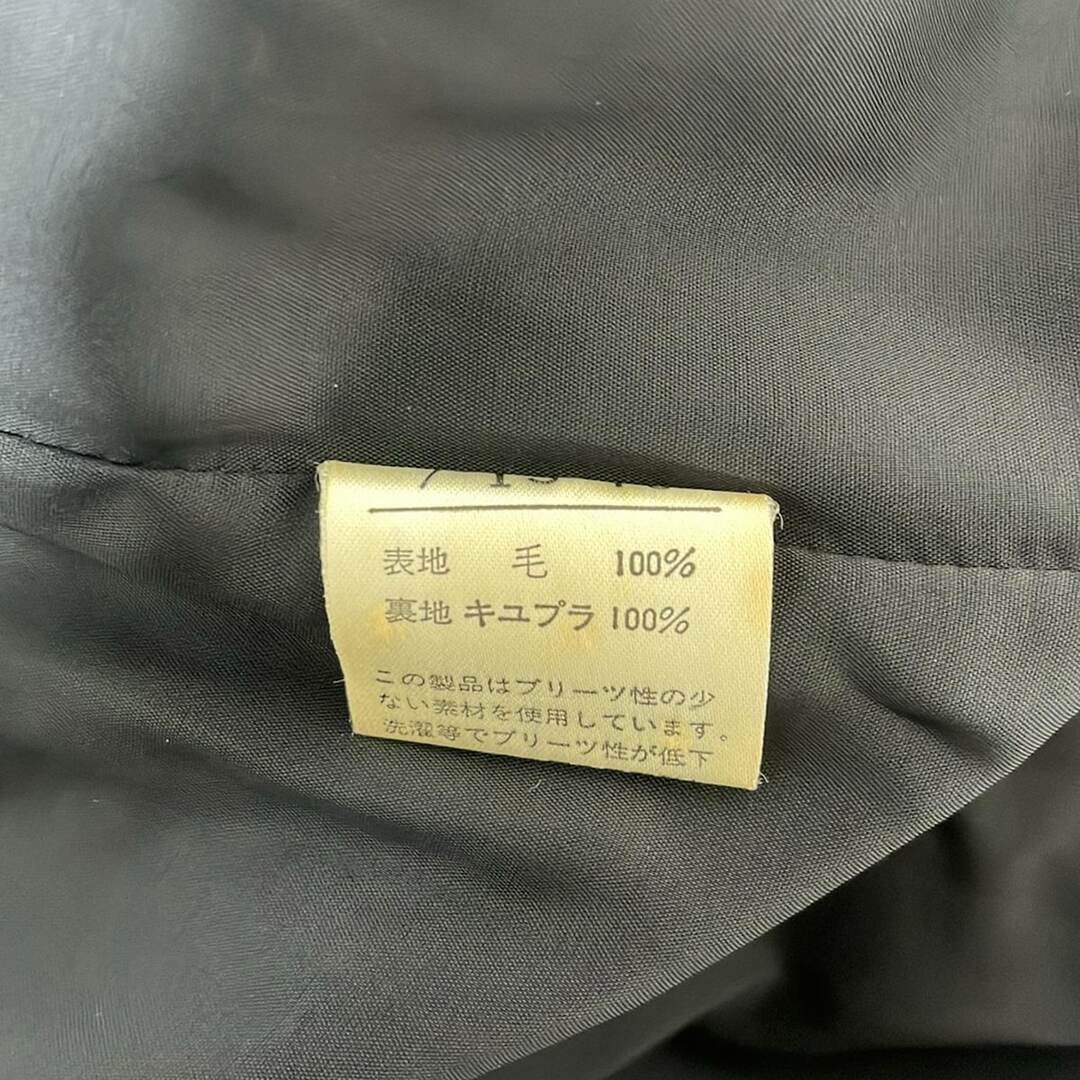 表地 毛 100%
裏地 キユプラ 100%
この製品はプリーツ性の少
ない素材を使用しています。
洗濯等でプリーツ性が低下